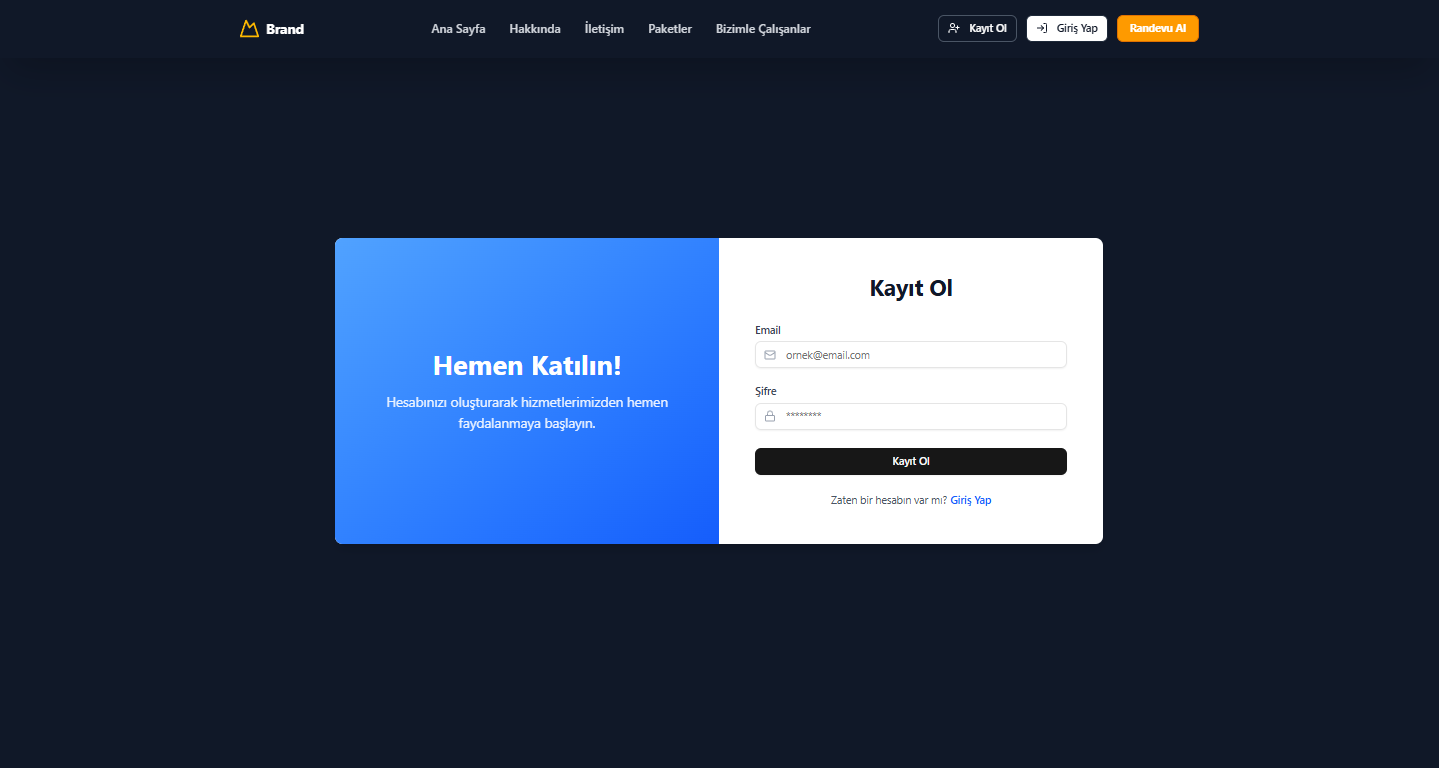 Brand
Ana Sayfa
Hakkında
İletişim
Paketler
Bizimle Çalışanlar
Kayıt Ol
Giriş Yap
Randevu Al
Hemen Katılın!
Hesabınızı oluşturarak hizmetlerimizden hemen
faydalanmaya başlayın.
Kayıt Ol
Email
ornek@email.com
Şifre
********
Kayıt Ol
Zaten bir hesabın var mı? Giriş Yap